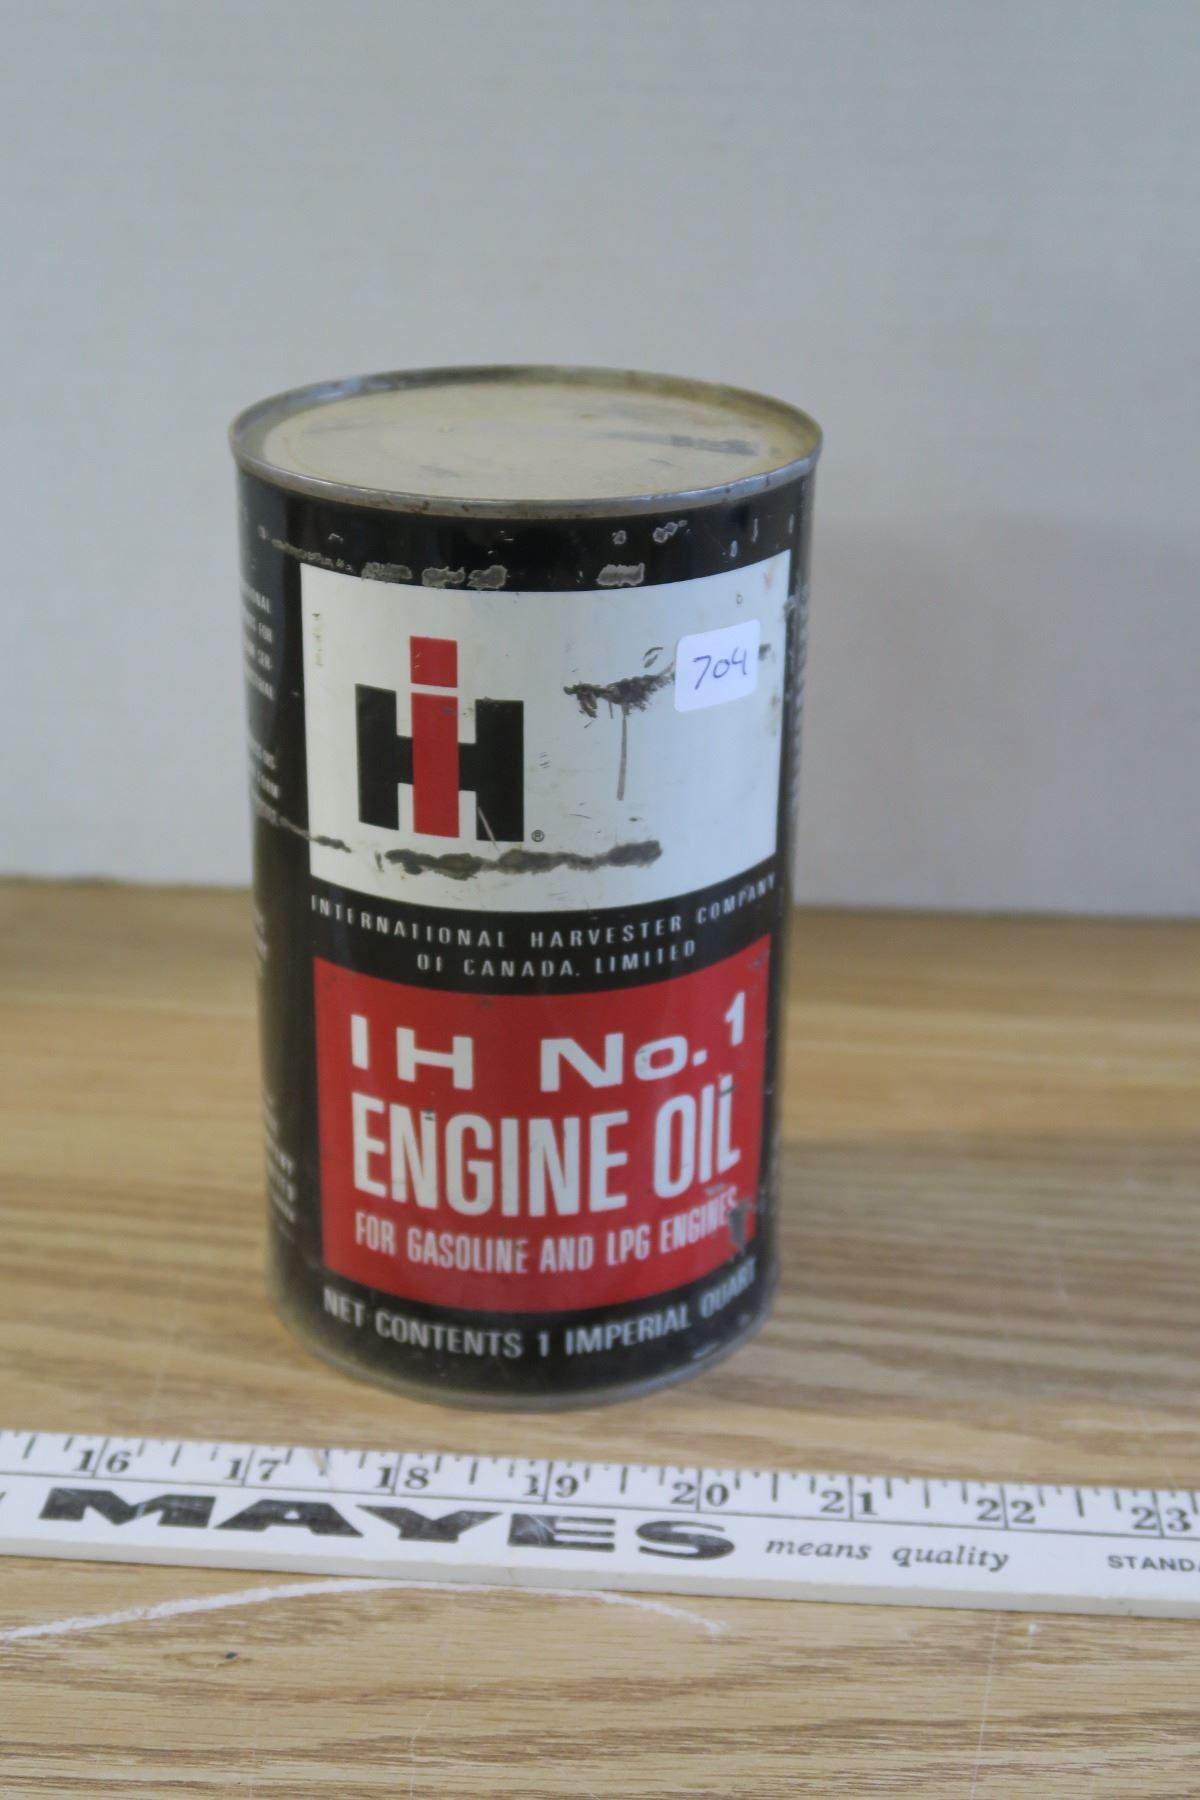 704
IH ®
INTERNATIONAL HARVESTER COMPANY
OF CANADA, LIMITED
IH No. 1
ENGINE OIL
FOR GASOLINE AND LPG ENGINES
NET CONTENTS 1 IMPERIAL QUART
16 17 18 19 20 21 22 23
MAYES means quality